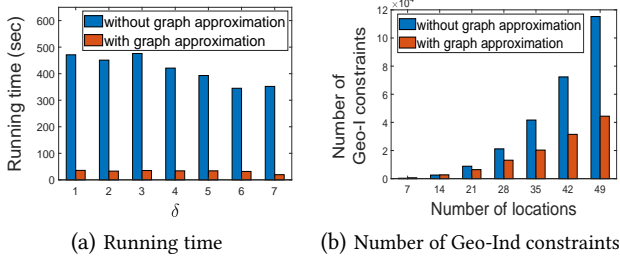 without graph approximation
with graph approximation
Running time (sec)
600
500
400
300
200
100
0
1 2 3 4 5 6 7
δ
(a) Running time
without graph approximation
with graph approximation
Number of
Geo-I constraints
10
8
6
4
2
0
7 14 21 28 35 42 49
Number of locations
(b) Number of Geo-Ind constraints